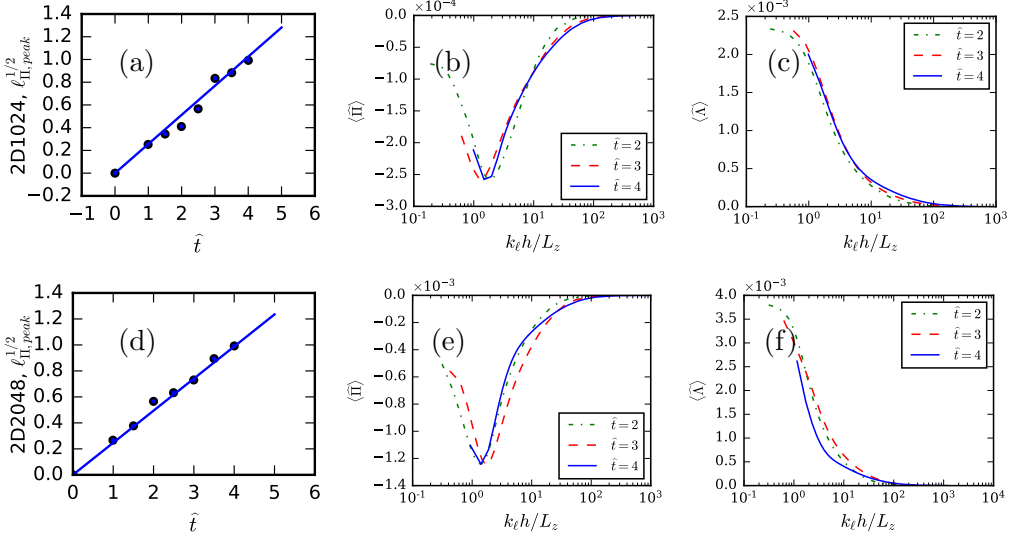 2D1024, ℓ_{Π,peak}^{1/2}
1.4
1.2
1.0
0.8
0.6
0.4
0.2
0.0
−0.2
(a)
−1 0 1 2 3 4 5 6
t̂
×10⁻⁴
⟨Π̂⟩
0.0
−0.5
−1.0
−1.5
−2.0
−2.5
−3.0
(b)
t̂=2
t̂=3
t̂=4
10⁻¹ 10⁰ 10¹ 10² 10³
k_ℓh/L_z
×10⁻³
⟨Λ̂⟩
2.5
2.0
1.5
1.0
0.5
0.0
(c)
t̂=2
t̂=3
t̂=4
10⁻¹ 10⁰ 10¹ 10² 10³
k_ℓh/L_z
2D2048, ℓ_{Π,peak}^{1/2}
1.4
1.2
1.0
0.8
0.6
0.4
0.2
0.0
(d)
0 1 2 3 4 5 6
t̂
×10⁻³
⟨Π̂⟩
0.0
−0.2
−0.4
−0.6
−0.8
−1.0
−1.2
−1.4
(e)
t̂=2
t̂=3
t̂=4
10⁻¹ 10⁰ 10¹ 10² 10³
k_ℓh/L_z
×10⁻³
⟨Λ̂⟩
4.0
3.5
3.0
2.5
2.0
1.5
1.0
0.5
0.0
(f)
t̂=2
t̂=3
t̂=4
10⁻¹ 10⁰ 10¹ 10² 10³ 10⁴
k_ℓh/L_z